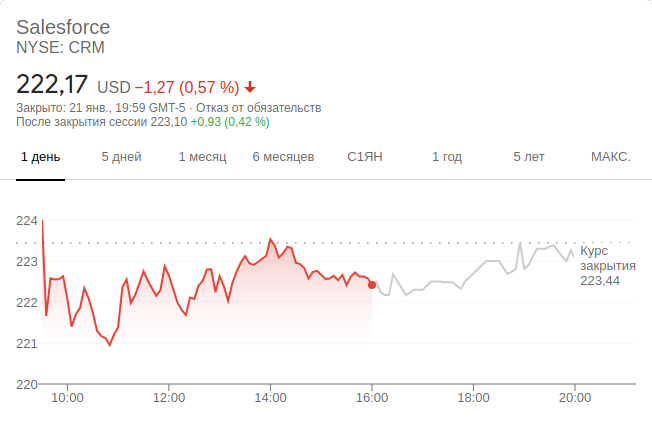 Salesforce
NYSE: CRM
222,17 USD −1,27 (0,57 %)
Закрыто: 21 янв., 19:59 GMT-5 · Отказ от обязательств
После закрытия сессии 223,10 +0,93 (0,42 %)
1 день 5 дней 1 месяц 6 месяцев С1ЯН 1 год 5 лет МАКС.
224
223
222
221
220
Курс
закрытия
223,44
10:00 12:00 14:00 16:00 18:00 20:00